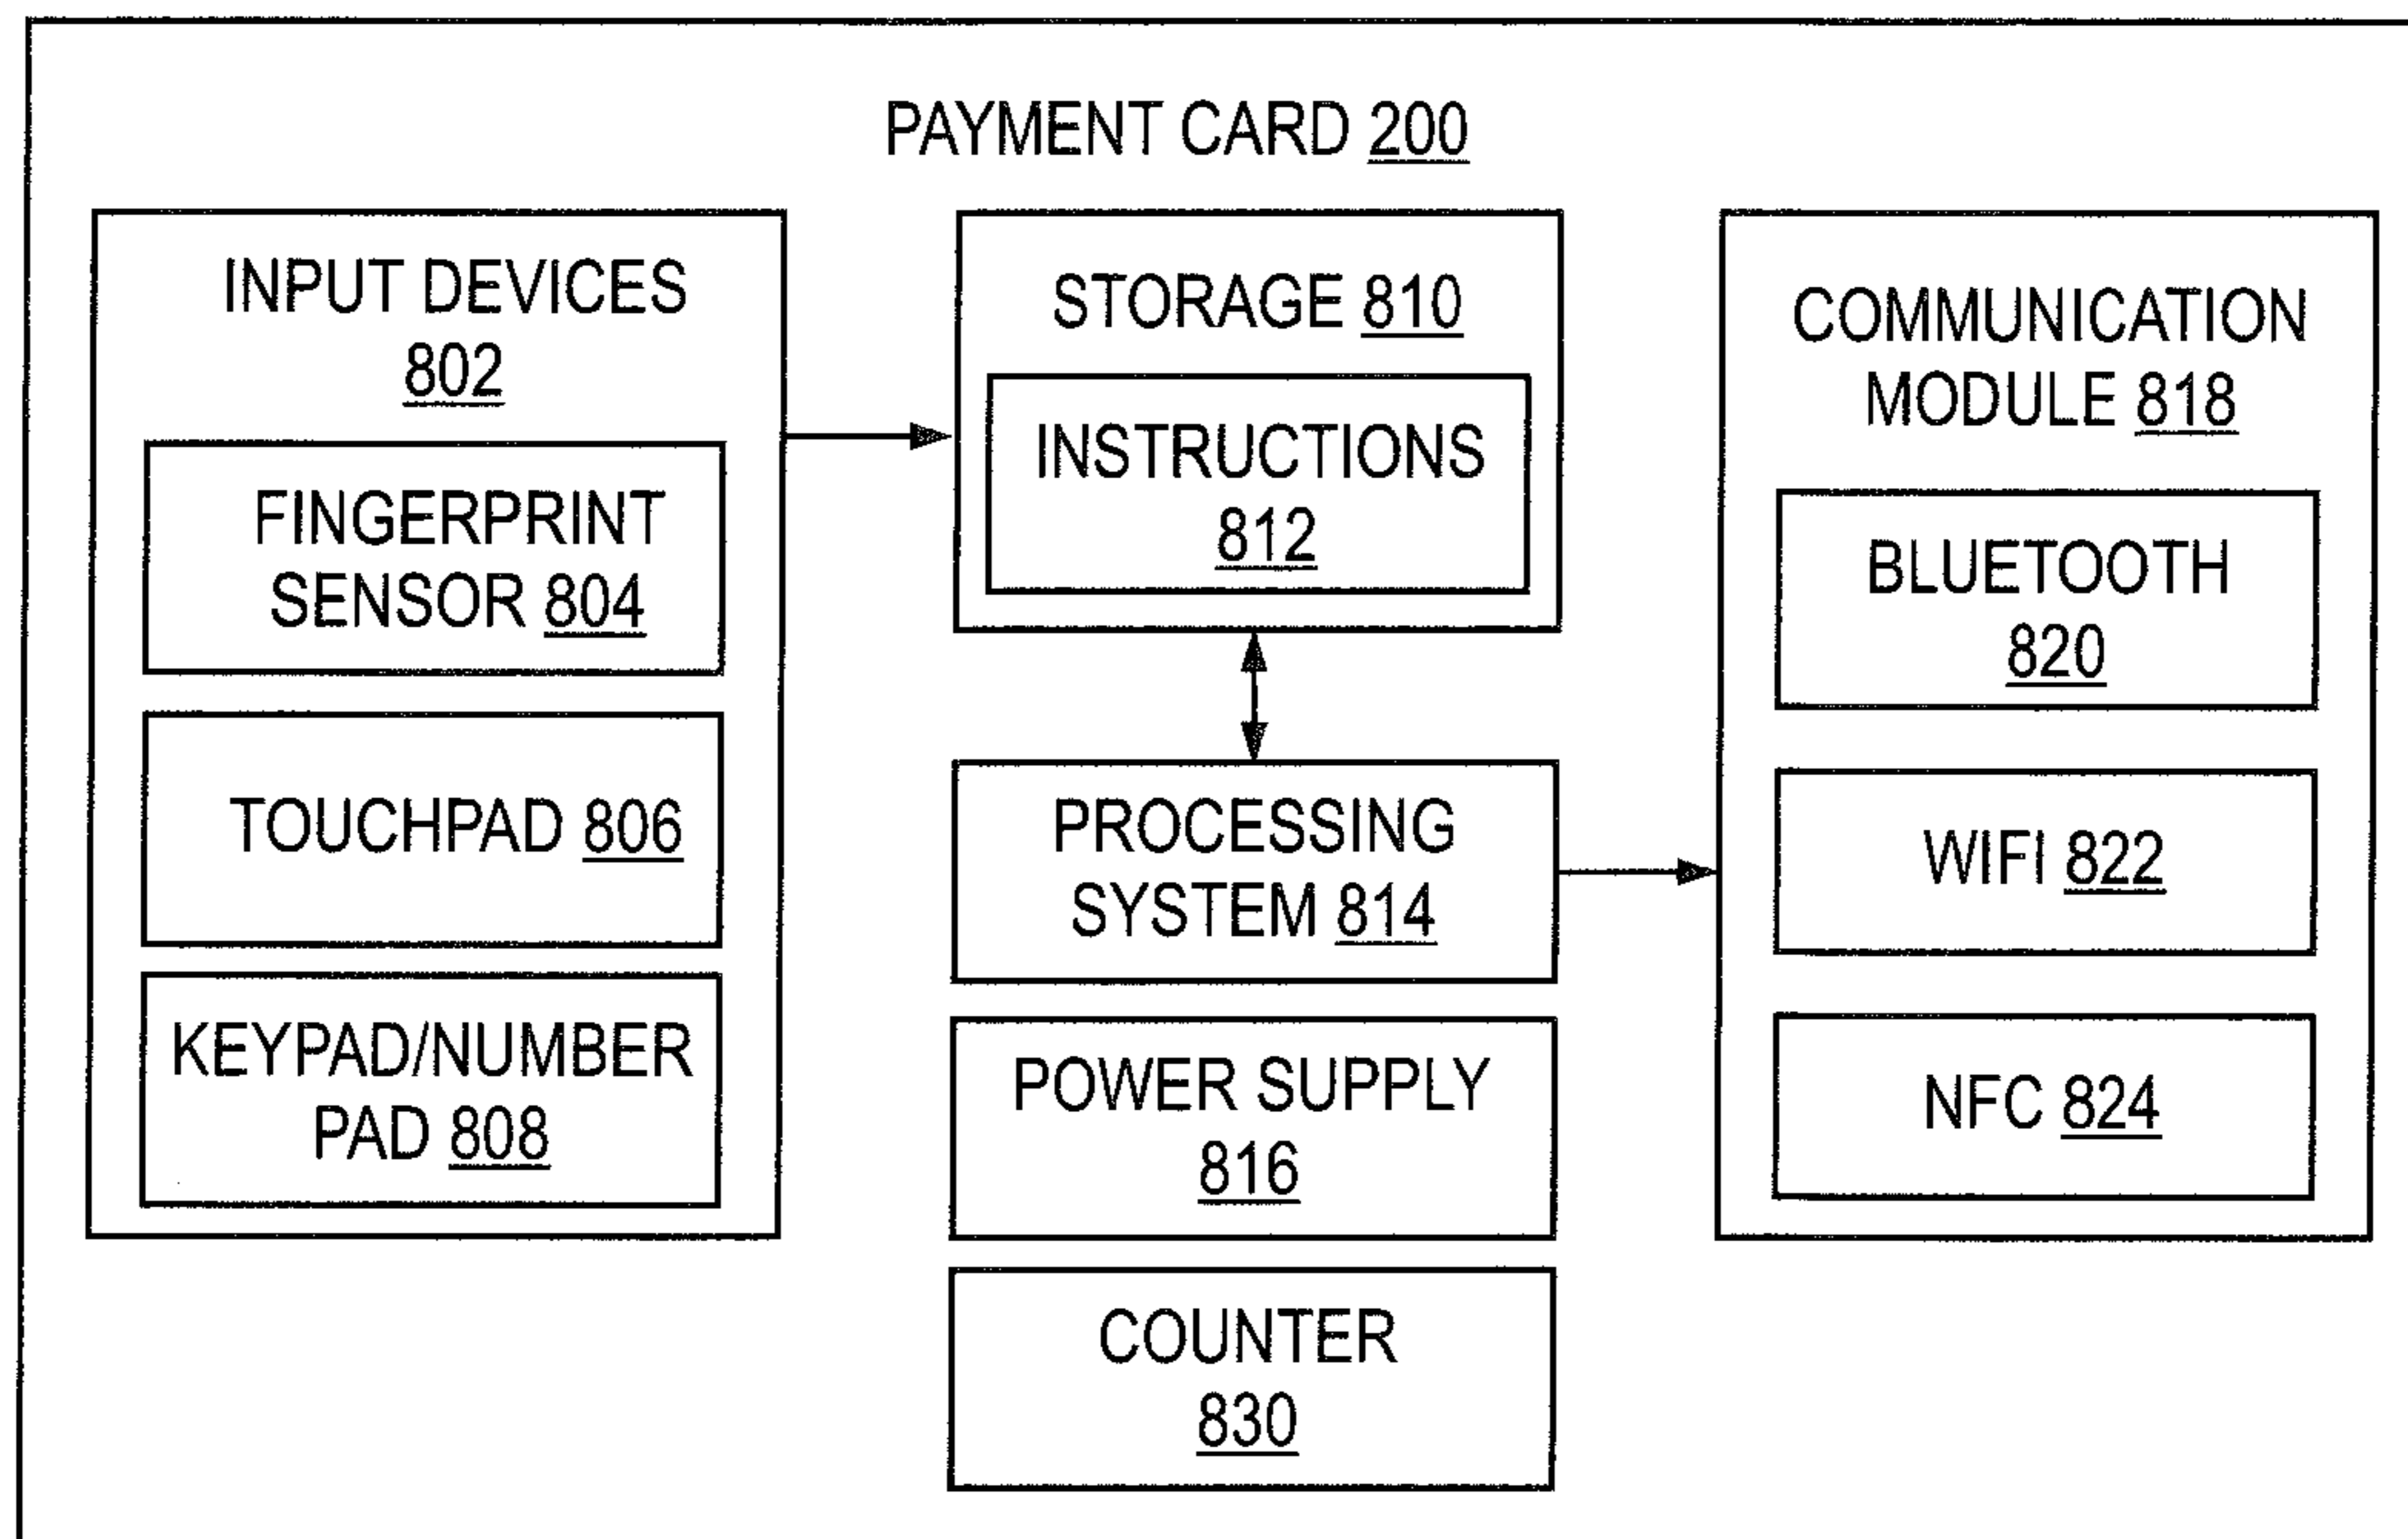 PAYMENT CARD 200
INPUT DEVICES
802
FINGERPRINT
SENSOR 804
TOUCHPAD 806
KEYPAD/NUMBER
PAD 808
STORAGE 810
INSTRUCTIONS
812
PROCESSING
SYSTEM 814
POWER SUPPLY
816
COUNTER
830
COMMUNICATION
MODULE 818
BLUETOOTH
820
WIFI 822
NFC 824